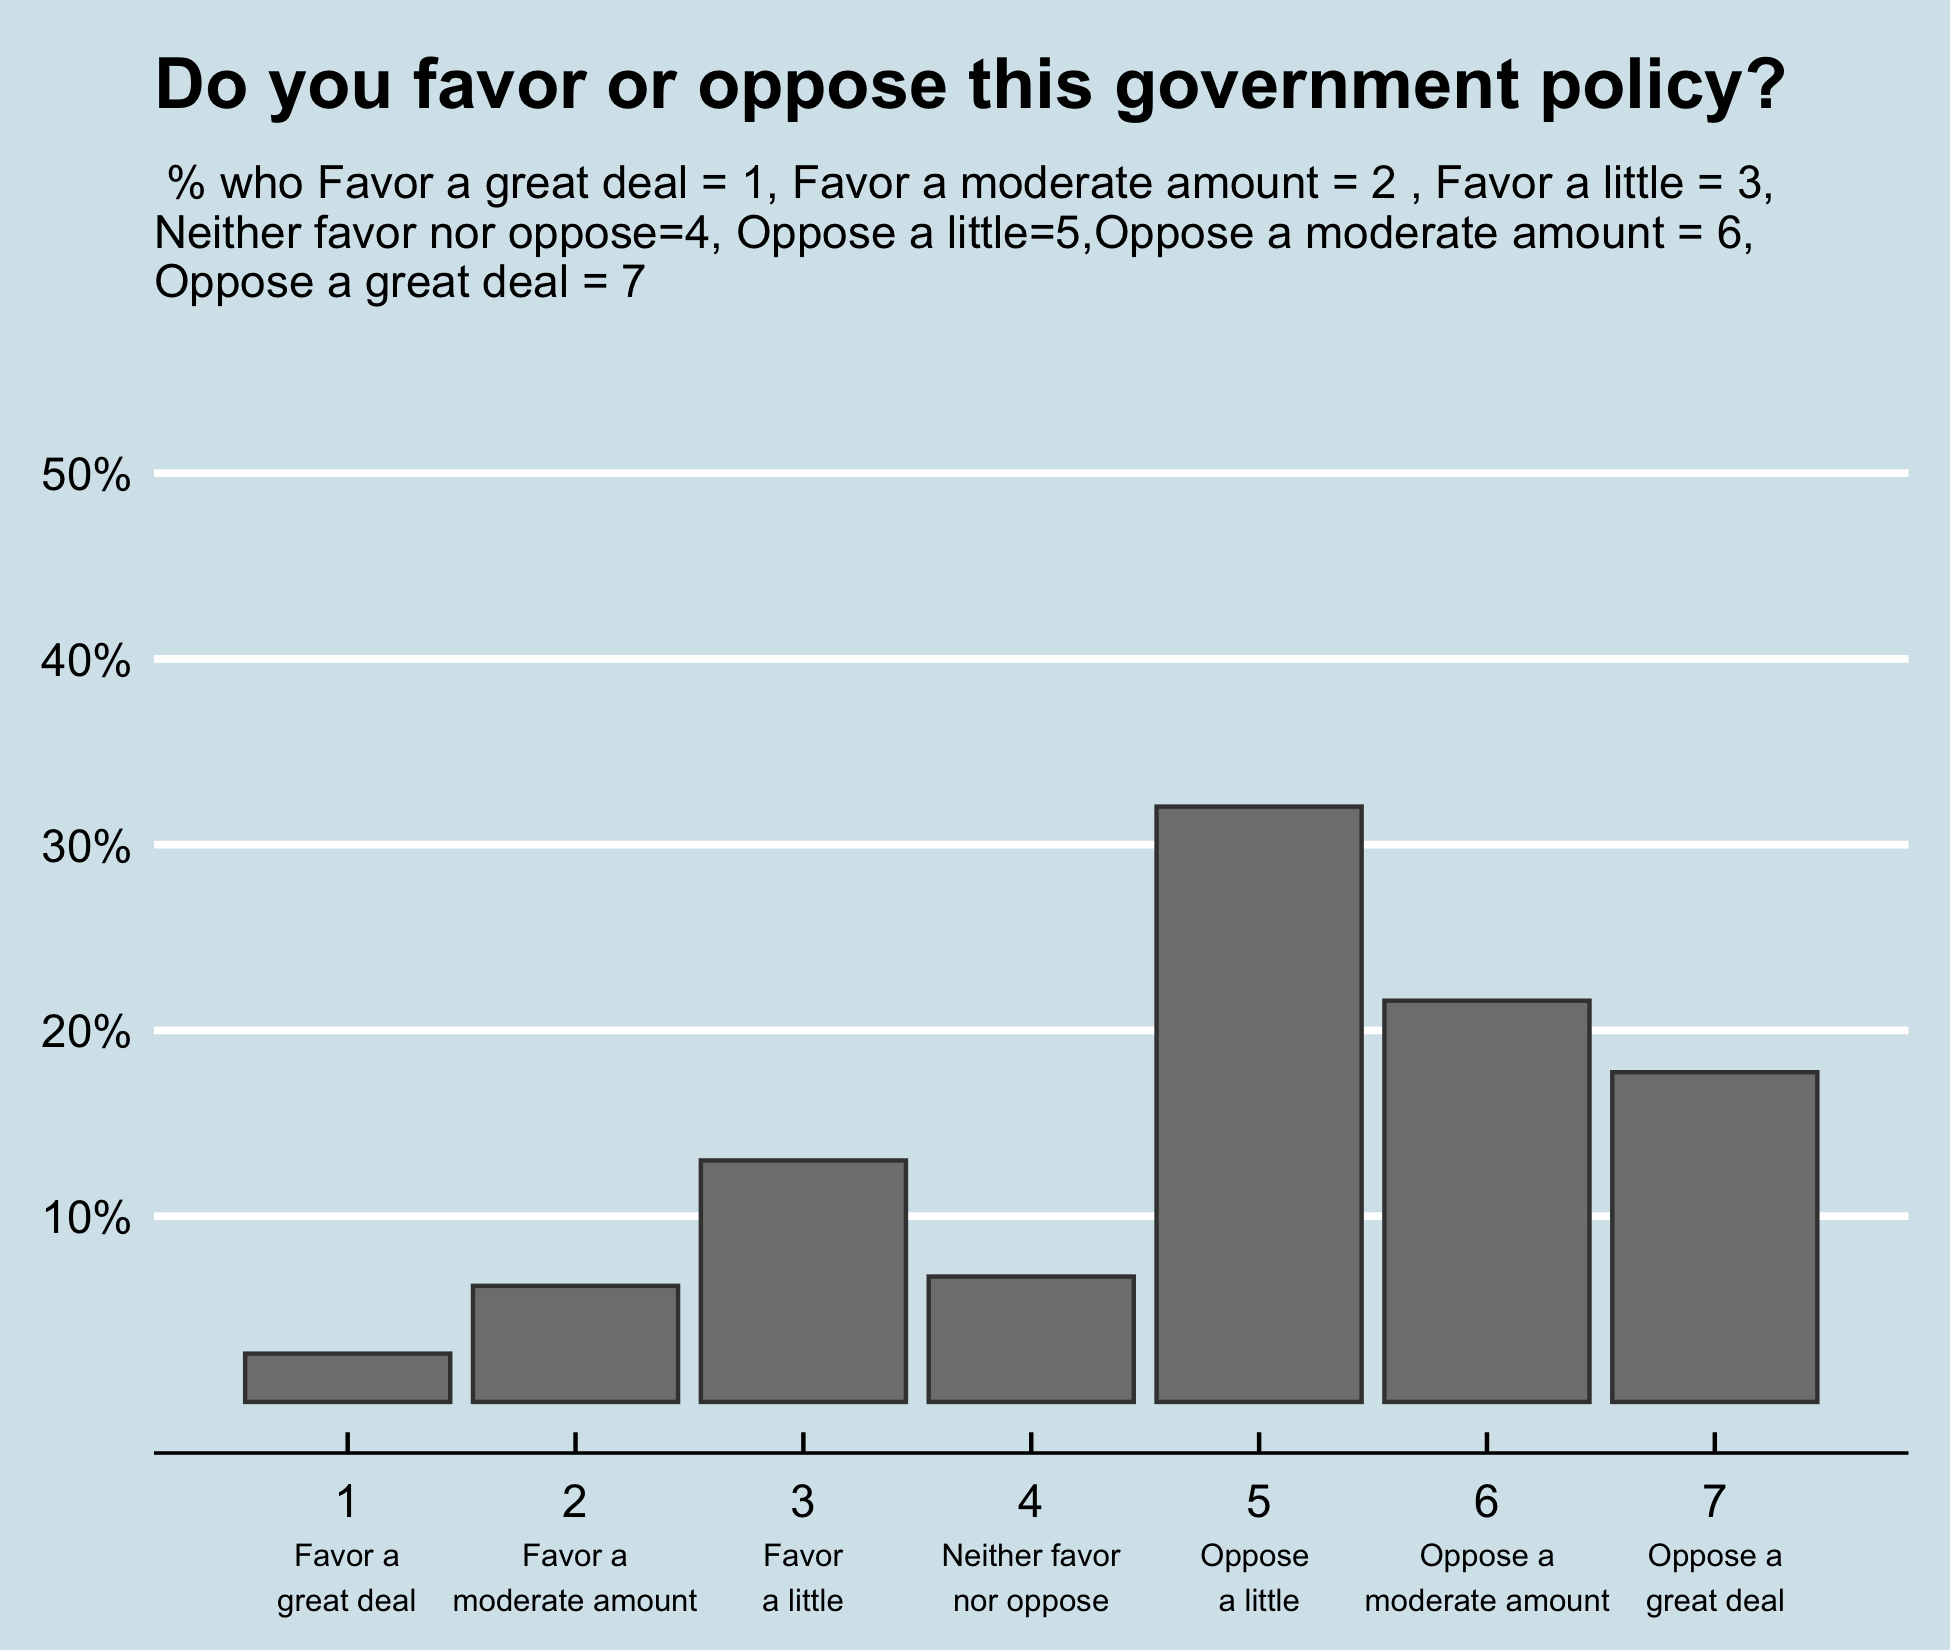 Do you favor or oppose this government policy?
% who Favor a great deal = 1, Favor a moderate amount = 2 , Favor a little = 3,
Neither favor nor oppose=4, Oppose a little=5,Oppose a moderate amount = 6,
Oppose a great deal = 7
50%
40%
30%
20%
10%
1 2 3 4 5 6 7
Favor a Favor a Favor Neither favor Oppose Oppose a Oppose a
great deal moderate amount a little nor oppose a little moderate amount great deal